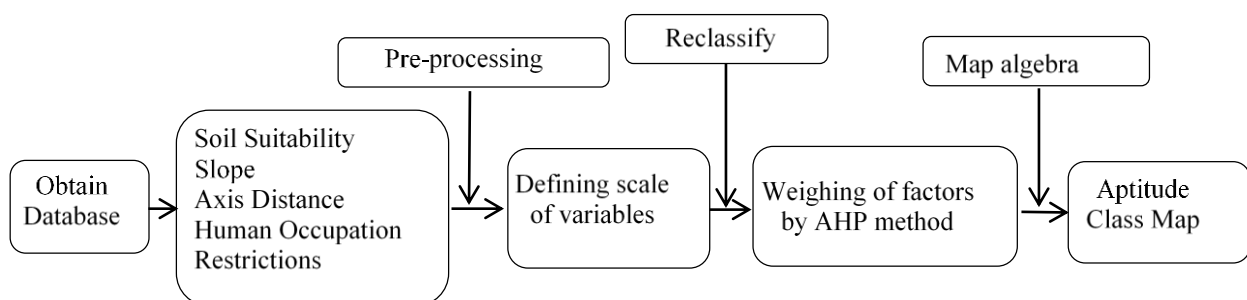 Pre-processing
Reclassify
Map algebra
Obtain
Database
Soil Suitability
Slope
Axis Distance
Human Occupation
Restrictions
Defining scale
of variables
Weighing of factors
by AHP method
Aptitude
Class Map